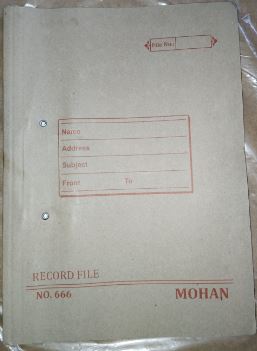 File No.
Name
Address
Subject
From To
RECORD FILE
NO. 666 MOHAN